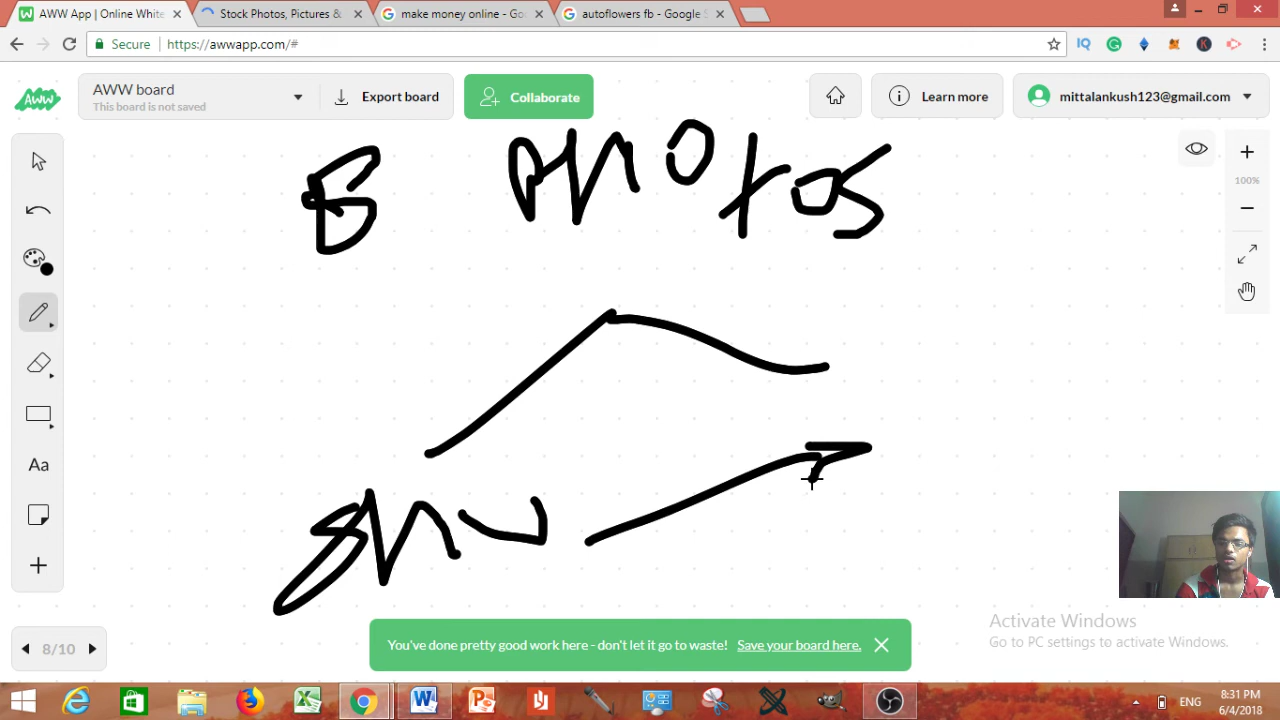 AWW App | Online White
Stock Photos, Pictures &
make money online - Goo
autoflowers fb - Google S
Secure
https://awwapp.com/#
AWW
AWW board
This board is not saved
Export board
Collaborate
Learn more
mittalankush123@gmail.com
100%
Photos
Aa
8/10
You've done pretty good work here - don't let it go to waste! Save your board here.
Activate Windows
Go to PC settings to activate Windows.
ENG
8:31 PM
6/4/2018